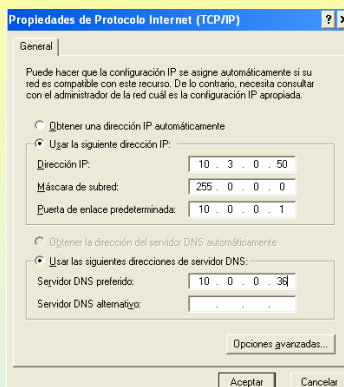 Propiedades de Protocolo Internet (TCP/IP) ? X
General
Puede hacer que la configuración IP se asigne automáticamente si su
red es compatible con este recurso. De lo contrario, necesita consultar
con el administrador de la red cuál es la configuración IP apropiada.
Obtener una dirección IP automáticamente
Usar la siguiente dirección IP:
Dirección IP: 10 . 3 . 0 . 50
Máscara de subred: 255 . 0 . 0 . 0
Puerta de enlace predeterminada: 10 . 0 . 0 . 1
Obtener la dirección del servidor DNS automáticamente
Usar las siguientes direcciones de servidor DNS:
Servidor DNS preferido: 10 . 0 . 0 . 36
Servidor DNS alternativo: . . .
Opciones avanzadas...
Aceptar Cancelar